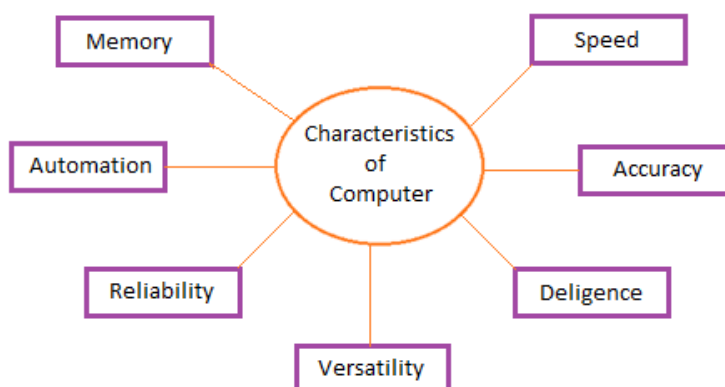 Memory
Speed
Characteristics
of
Computer
Automation
Accuracy
Reliability
Deligence
Versatility